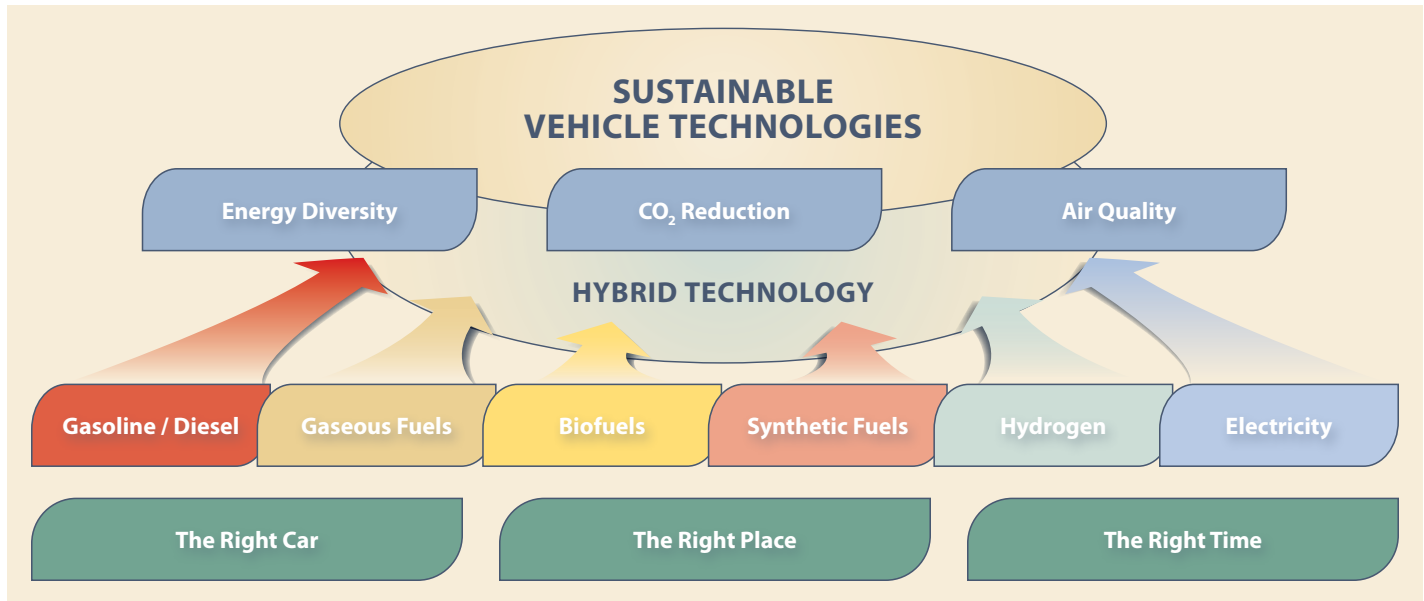 SUSTAINABLE
VEHICLE TECHNOLOGIES
Energy Diversity
CO₂ Reduction
Air Quality
HYBRID TECHNOLOGY
Gasoline / Diesel
Gaseous Fuels
Biofuels
Synthetic Fuels
Hydrogen
Electricity
The Right Car
The Right Place
The Right Time